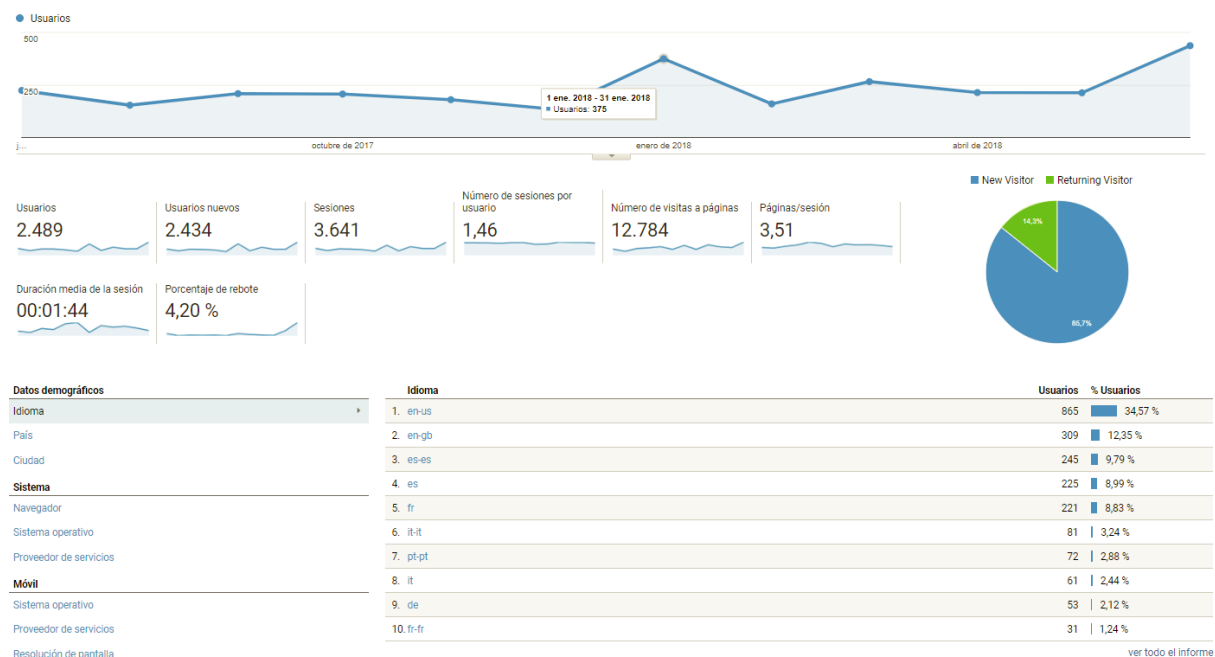 Usuarios
500
250
1 ene. 2018 - 31 ene. 2018
Usuarios: 375
j...
octubre de 2017
enero de 2018
abril de 2018
New Visitor
Returning Visitor
14,3%
85,7%
Usuarios
2.489
Usuarios nuevos
2.434
Sesiones
3.641
Número de sesiones por
usuario
1,46
Número de visitas a páginas
12.784
Páginas/sesión
3,51
Duración media de la sesión
00:01:44
Porcentaje de rebote
4,20 %
Datos demográficos
Idioma
País
Ciudad
Sistema
Navegador
Sistema operativo
Proveedor de servicios
Móvil
Sistema operativo
Proveedor de servicios
Resolución de pantalla
Idioma Usuarios % Usuarios
1. en-us 865 34,57 %
2. en-gb 309 12,35 %
3. es-es 245 9,79 %
4. es 225 8,99 %
5. fr 221 8,83 %
6. it-it 81 3,24 %
7. pt-pt 72 2,88 %
8. it 61 2,44 %
9. de 53 2,12 %
10. fr-fr 31 1,24 %
ver todo el informe